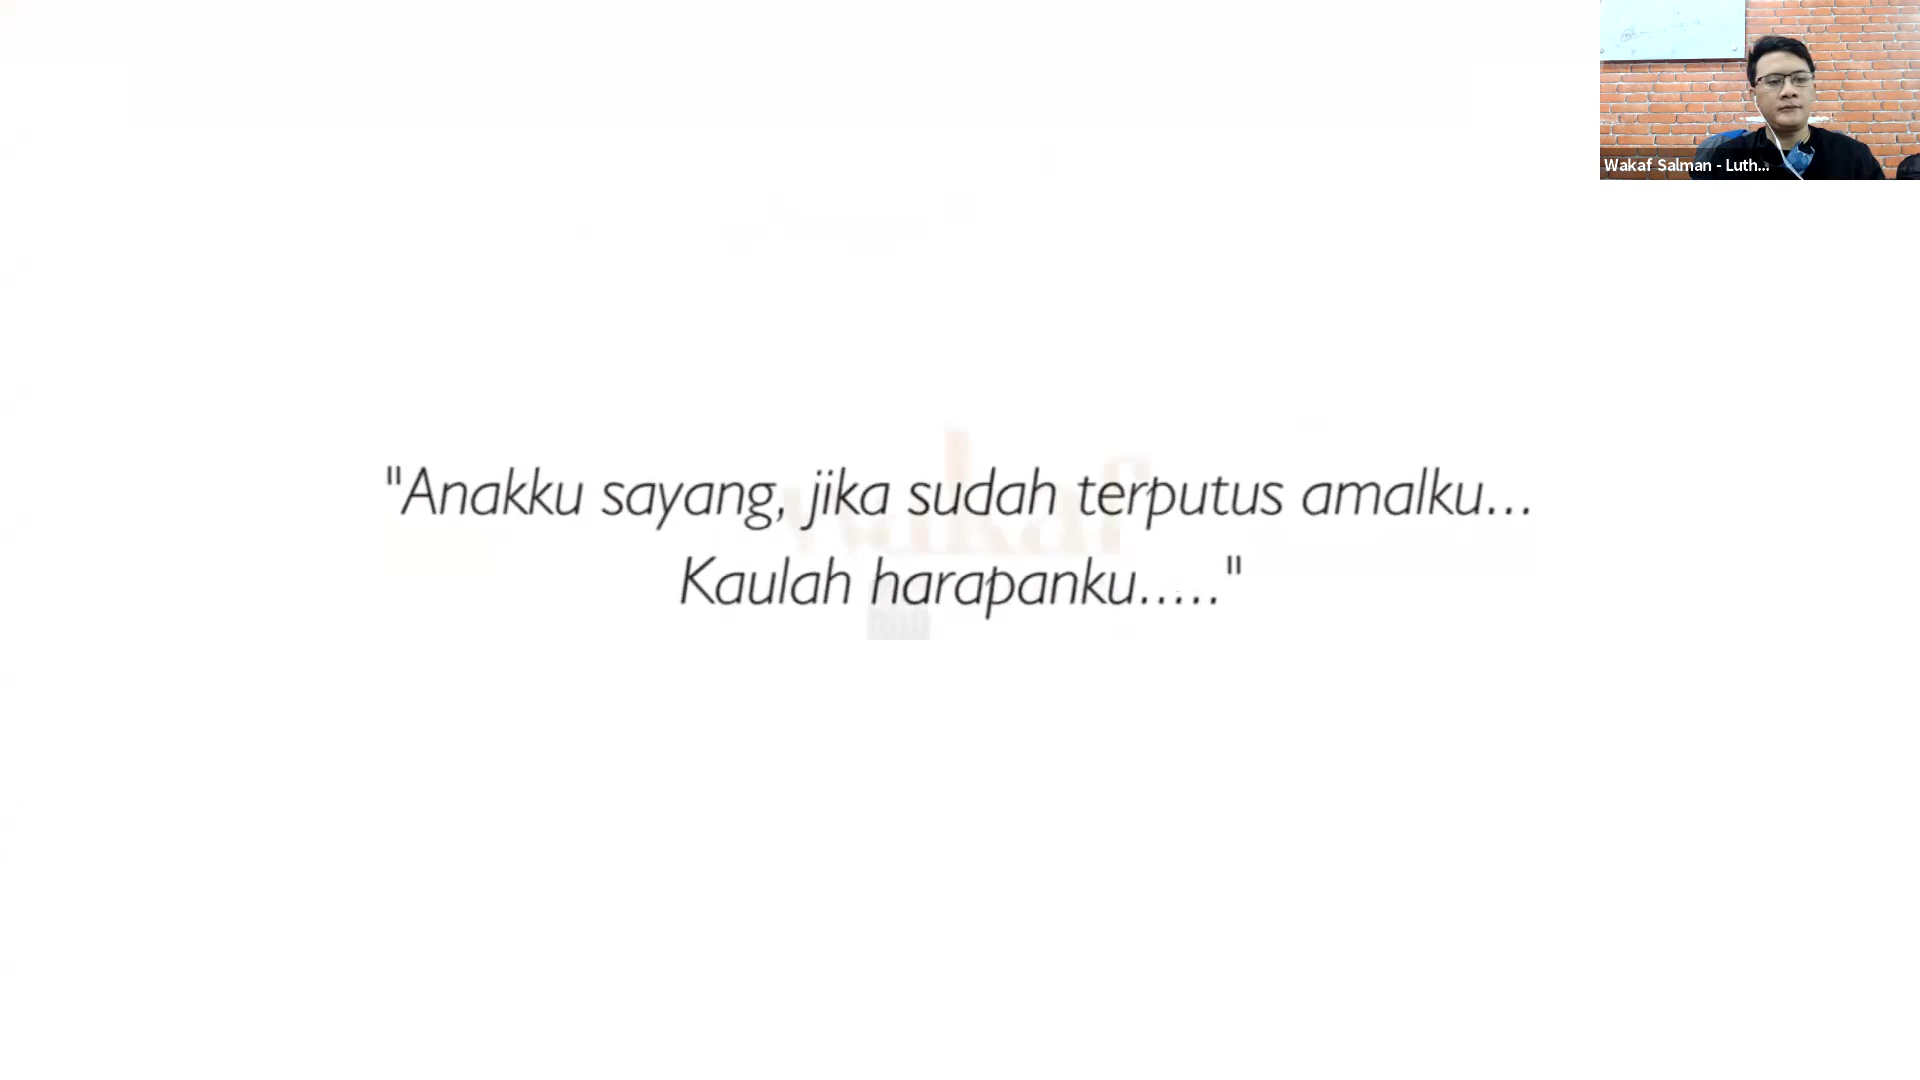 Wakaf Salman - Luth...
"Anakku sayang, jika sudah terputus amalku...
Kaulah harapanku....."